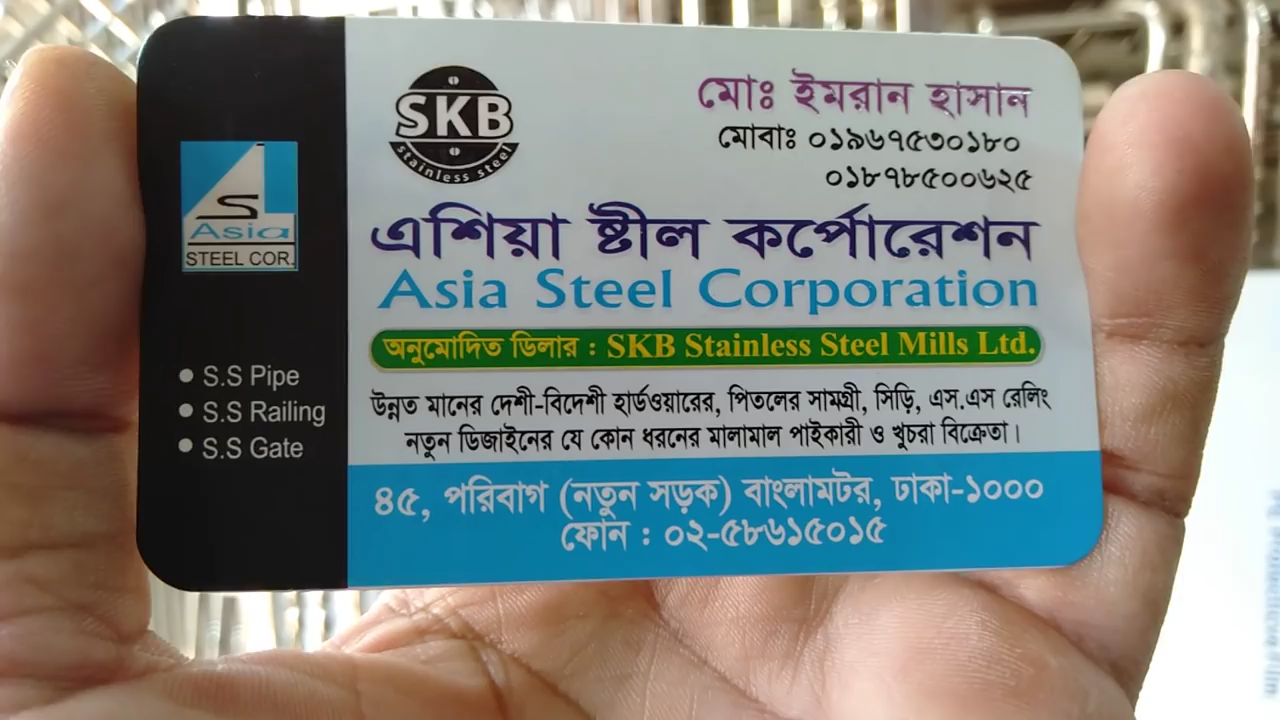 SKB
stainless steel
মোঃ ইমরান হাসান
মোবাঃ ০১৯৬৭৫৩০১৮০
০১৮৭৮৫০০৬২৫
S
Asia
STEEL COR.
এশিয়া ষ্টীল কর্পোরেশন
Asia Steel Corporation
অনুমোদিত ডিলার : SKB Stainless Steel Mills Ltd.
• S.S Pipe
• S.S Railing
• S.S Gate
উন্নত মানের দেশী-বিদেশী হার্ডওয়ারের, পিতলের সামগ্রী, সিড়ি, এস.এস রেলিং
নতুন ডিজাইনের যে কোন ধরনের মালামাল পাইকারী ও খুচরা বিক্রেতা।
৪৫, পরিবাগ (নতুন সড়ক) বাংলামটর, ঢাকা-১০০০
ফোন : ০২-৫৮৬১৫০১৫